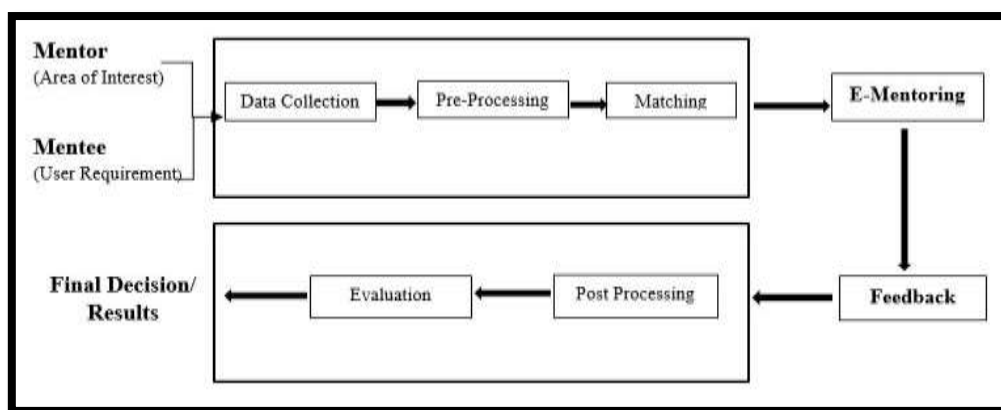 Mentor
(Area of Interest)
Mentee
(User Requirement)
Data Collection
Pre-Processing
Matching
E-Mentoring
Feedback
Post Processing
Evaluation
Final Decision/
Results